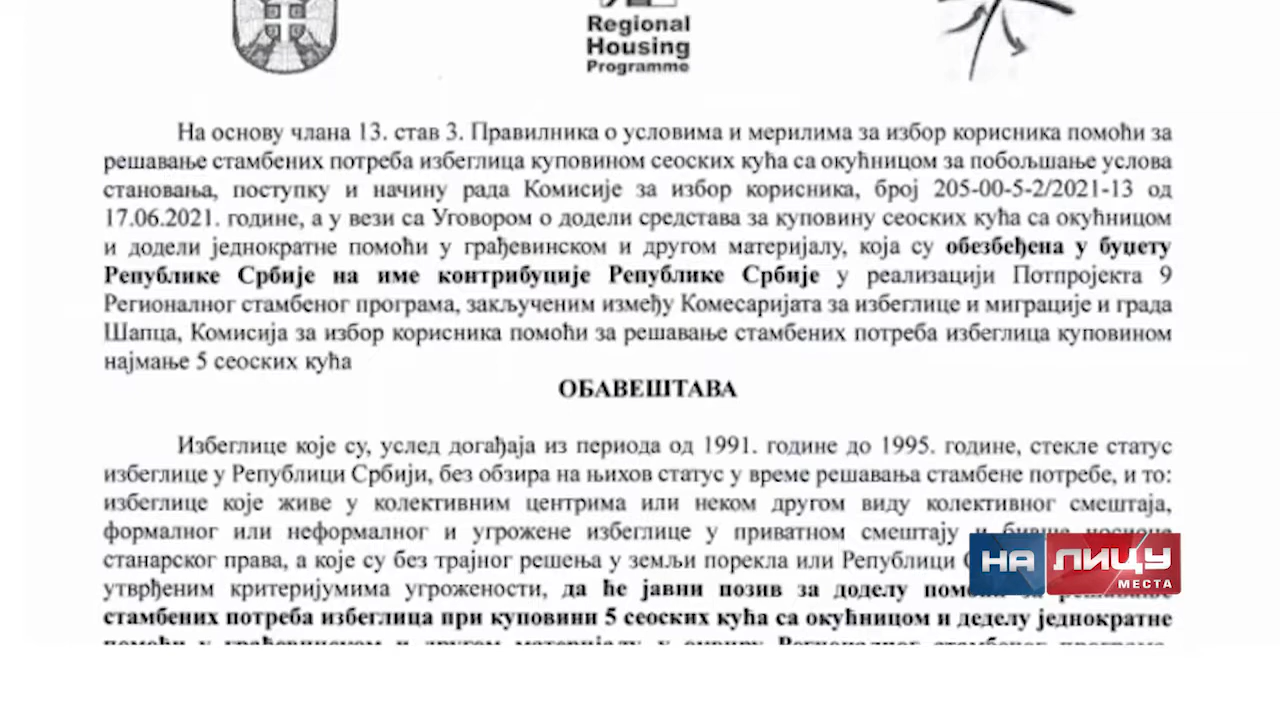 Regional
Housing
Programme
На основу члана 13. став 3. Правилника о условима и мерилима за избор корисника помоћи за
решавање стамбених потреба избеглица куповином сеоских кућа са окућницом за побољшање услова
становања, поступку и начину рада Комисије за избор корисника, број 205-00-5-2/2021-13 од
17.06.2021. године, а у вези са Уговором о додели средстава за куповину сеоских кућа са окућницом
и додели једнократне помоћи у грађевинском и другом материјалу, која су обезбеђена у буџету
Републике Србије на име контрибуције Републике Србије у реализацији Потпројекта 9
Регионалног стамбеног програма, закљученим између Комесаријата за избеглице и миграције и града
Шапца, Комисија за избор корисника помоћи за решавање стамбених потреба избеглица куповином
најмање 5 сеоских кућа
ОБАВЕШТАВА
Избеглице које су, услед догађаја из периода од 1991. године до 1995. године, стекле статус
избеглице у Републици Србији, без обзира на њихов статус у време решавања стамбене потребе, и то:
избеглице које живе у колективним центрима или неком другом виду колективног смештаја,
формалног или неформалног и угрожене избеглице у приватном смештају и
станарског права, а које су без трајног решења у земљи порекла или Републици
утврђеним критеријумима угрожености, да ће јавни позив за доделу
стамбених потреба избеглица при куповини 5 сеоских кућа са окућницом и деделу једнократне
помоћи у грађевинском и другом материјалу у оквиру Регионалног стамбеног програма,
НА ЛИЦУ
МЕСТА